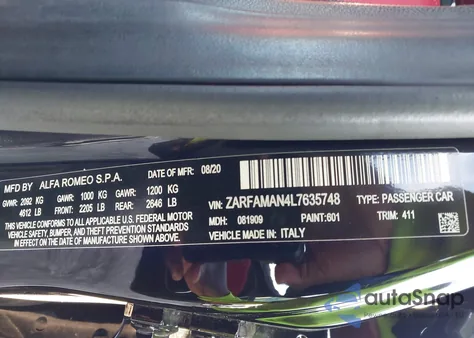 MFD BY ALFA ROMEO S.P.A. DATE OF MFR: 08/20
GVWR: 2092 KG GAWR: 1000 KG GAWR: 1200 KG
4612 LB FRONT: 2205 LB REAR: 2646 LB
THIS VEHICLE CONFORMS TO ALL APPLICABLE U.S. FEDERAL MOTOR
VEHICLE SAFETY, BUMPER, AND THEFT PREVENTION STANDARDS
IN EFFECT ON THE DATE OF MANUFACTURE SHOWN ABOVE.
VIN: ZARFAMAN4L7635748 TYPE: PASSENGER CAR
MDH: 081909 PAINT:601 TRIM: 411
VEHICLE MADE IN: ITALY
autoSnap